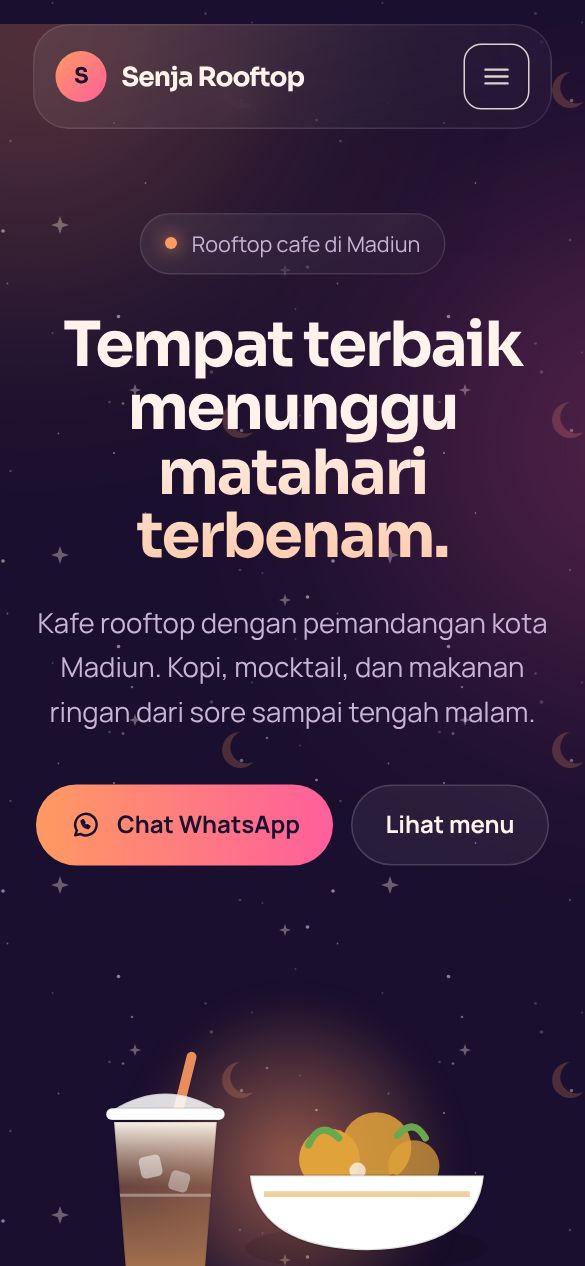 S
Senja Rooftop
Rooftop cafe di Madiun
Tempat terbaik
menunggu
matahari
terbenam.
Kafe rooftop dengan pemandangan kota
Madiun. Kopi, mocktail, dan makanan
ringan dari sore sampai tengah malam.
Chat WhatsApp
Lihat menu